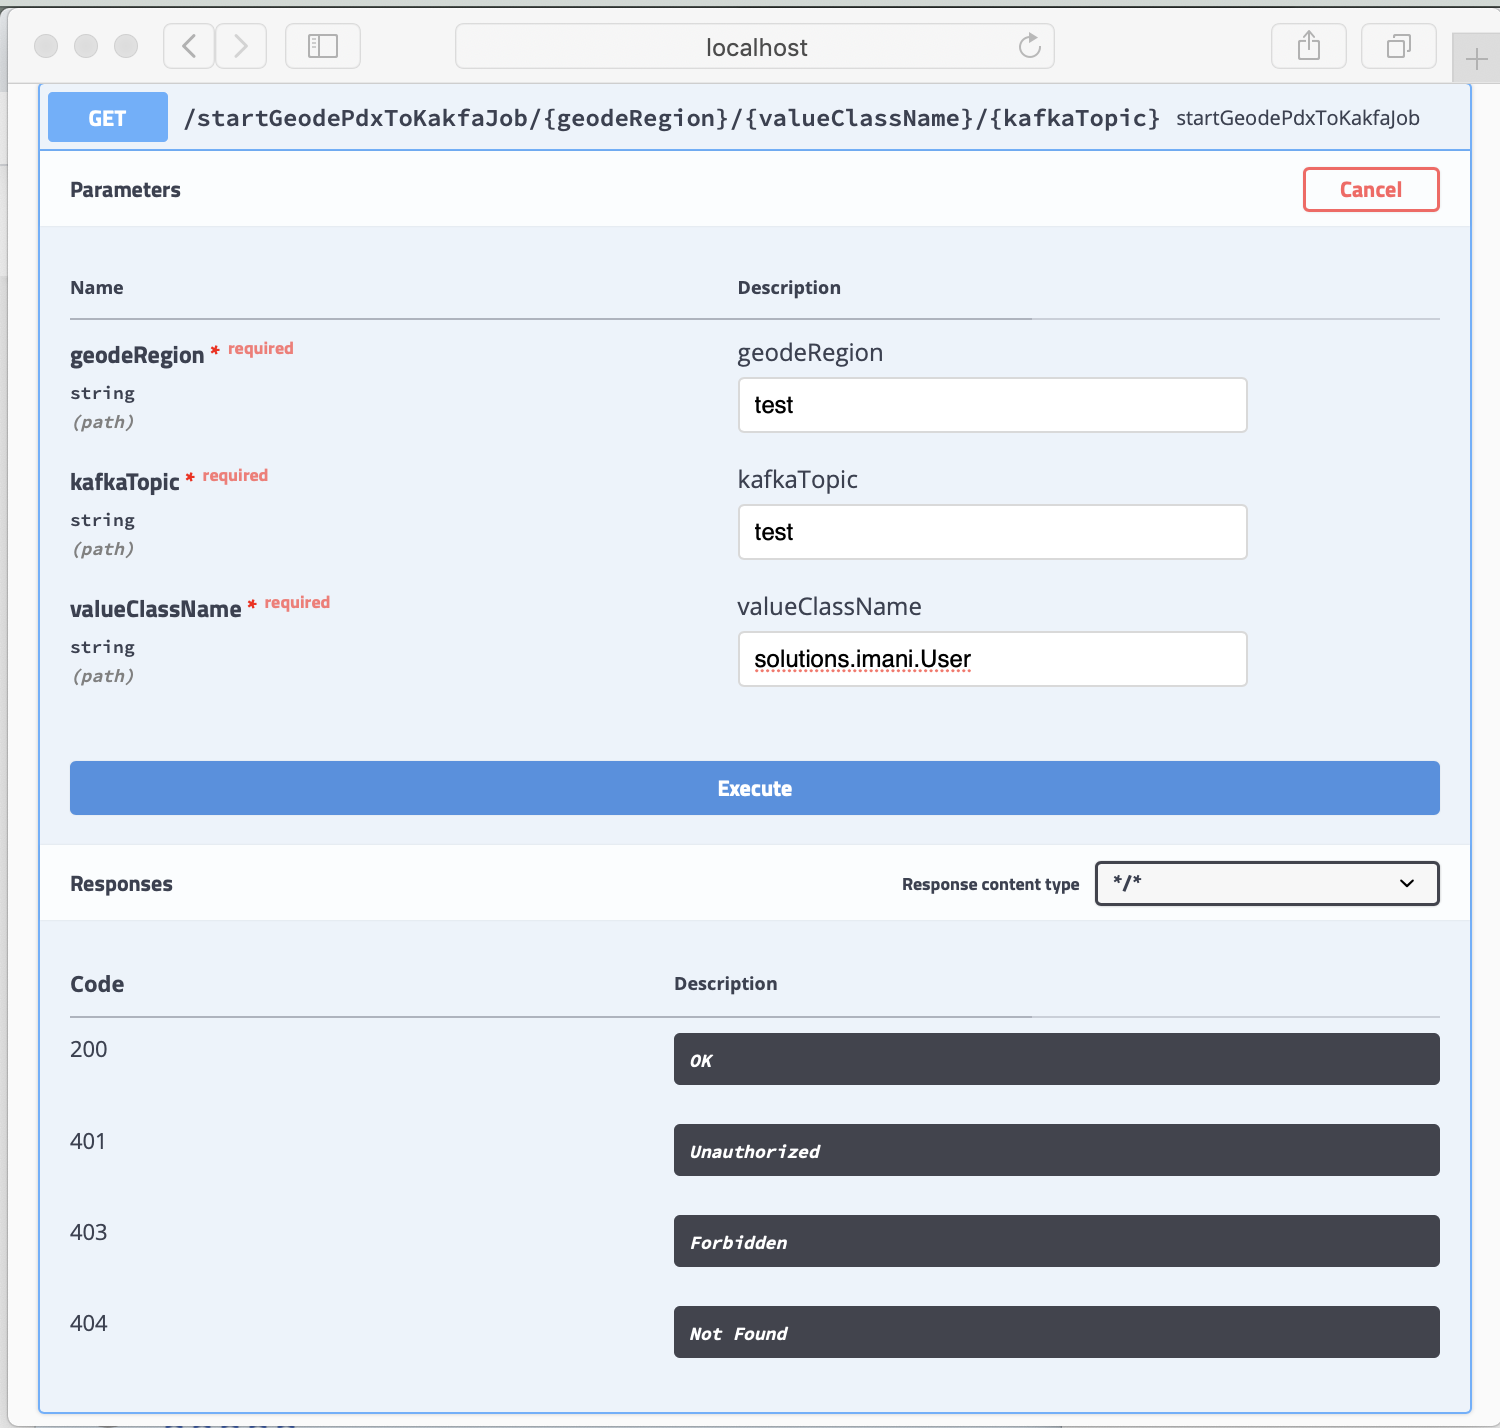 localhost
GET /startGeodePdxToKakfaJob/{geodeRegion}/{valueClassName}/{kafkaTopic} startGeodePdxToKakfaJob
Parameters Cancel
Name Description
geodeRegion * required geodeRegion
string test
(path)
kafkaTopic * required kafkaTopic
string test
(path)
valueClassName * required valueClassName
string solutions.imani.User
(path)
Execute
Responses Response content type */*
Code Description
200 OK
401 Unauthorized
403 Forbidden
404 Not Found